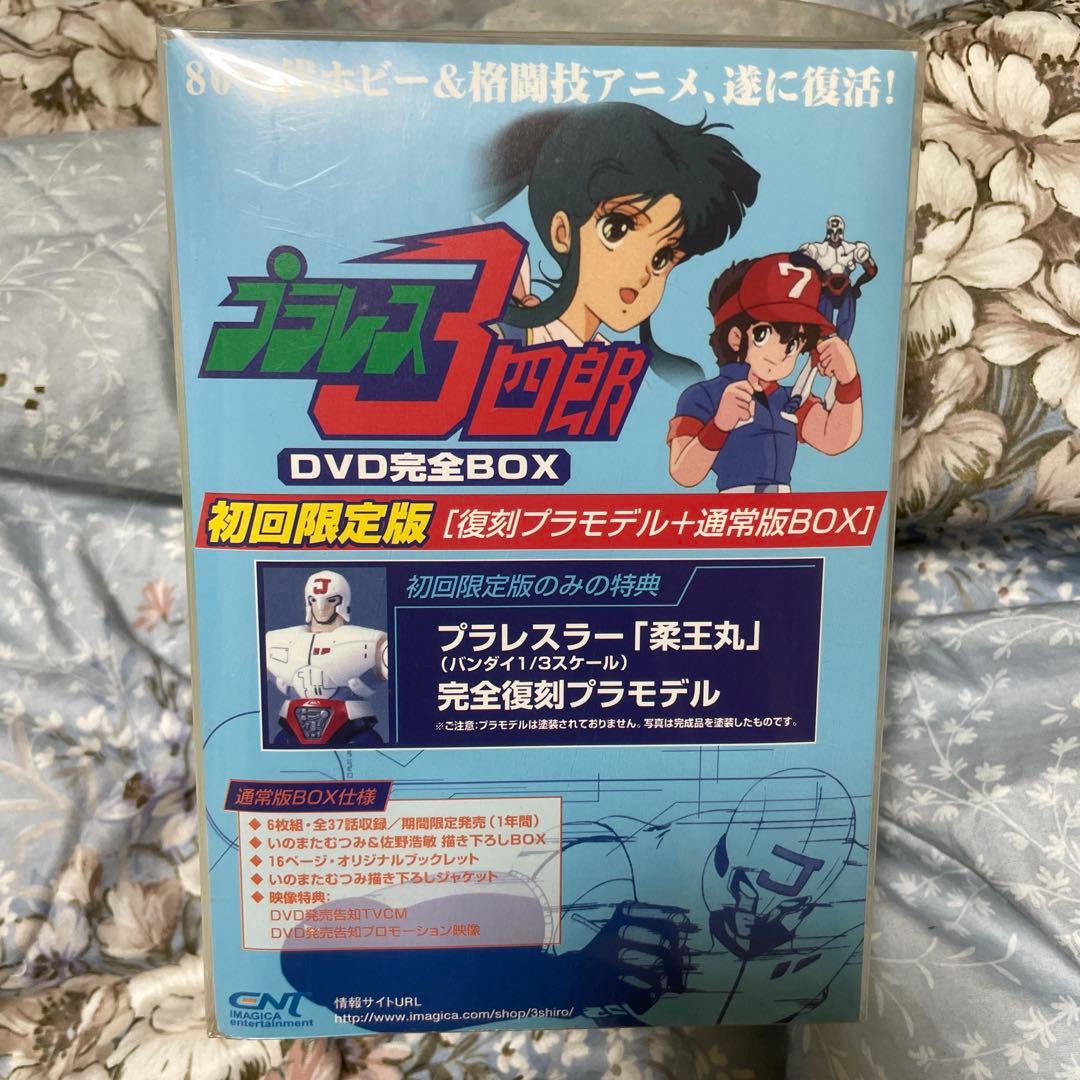 80年代ホビー&格闘技アニメ、遂に復活!
7
プラレス3四郎
DVD完全BOX
初回限定版[復刻プラモデル+通常版BOX]
初回限定版のみの特典
J
プラレスラー「柔王丸」
(バンダイ1/3スケール)
完全復刻プラモデル
※ご注意:プラモデルは塗装されておりません。写真は完成品を塗装したものです。
通常版BOX仕様
◆ 6枚組・全37話収録/期間限定発売(1年間)
◆ いのまたむつみ&佐野浩敏 描き下ろしBOX
◆ 16ページ・オリジナルブックレット
◆ いのまたむつみ描き下ろしジャケット
◆ 映像特典:
DVD発売告知TVCM
DVD発売告知プロモーション映像
J
ENT
IMAGICA
entertainment
情報サイトURL
http://www.imagica.com/shop/3shiro/